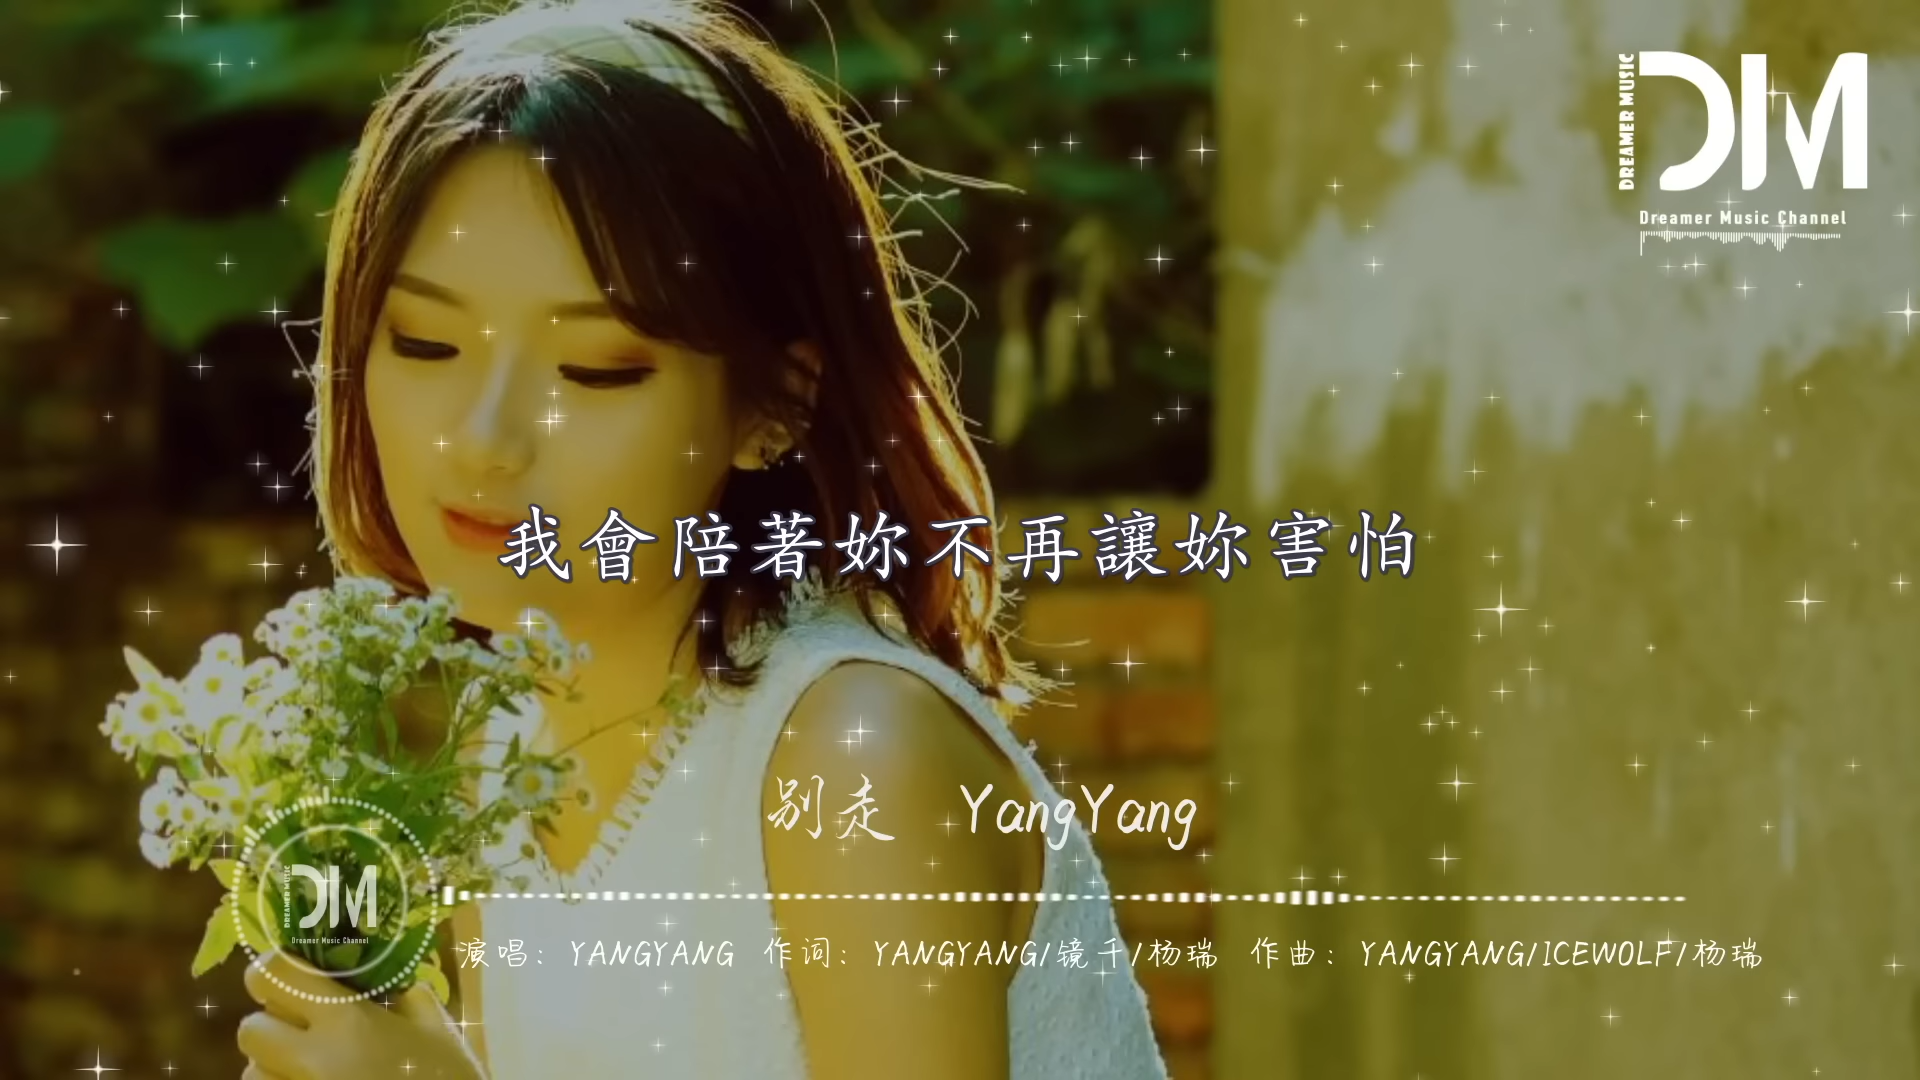 DREAMER MUSIC
DM
Dreamer Music Channel
我會陪著妳不再讓妳害怕
别走 YangYang
DREAMER MUSIC
DM
Dreamer Music Channel
演唱：YANGYANG 作词：YANGYANG/镜千/杨瑞 作曲：YANGYANG/ICEWOLF/杨瑞